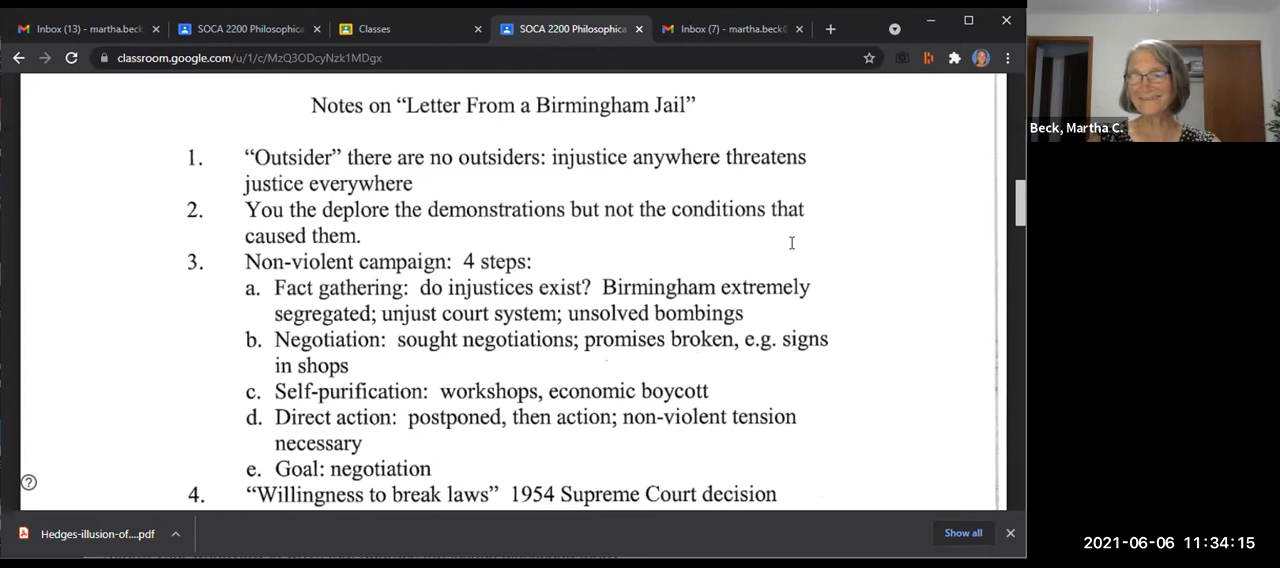 Inbox (13) - martha.beck
SOCA 2200 Philosophica
Classes
SOCA 2200 Philosophica
Inbox (7) - martha.beck@
classroom.google.com/u/1/c/MzQ3ODcyNzk1MDgx
Notes on “Letter From a Birmingham Jail”
1. “Outsider” there are no outsiders: injustice anywhere threatens
justice everywhere
2. You the deplore the demonstrations but not the conditions that
caused them.
3. Non-violent campaign: 4 steps:
a. Fact gathering: do injustices exist? Birmingham extremely
segregated; unjust court system; unsolved bombings
b. Negotiation: sought negotiations; promises broken, e.g. signs
in shops
c. Self-purification: workshops, economic boycott
d. Direct action: postponed, then action; non-violent tension
necessary
e. Goal: negotiation
4. “Willingness to break laws” 1954 Supreme Court decision
Hedges-illusion-of....pdf
Show all
Beck, Martha C.
2021-06-06 11:34:15